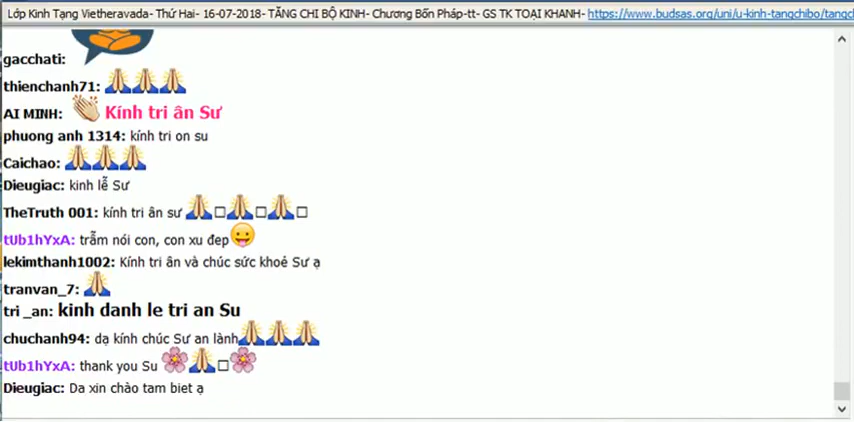 Lớp Kinh Tạng Vietheravada- Thứ Hai- 16-07-2018- TĂNG CHI BỘ KINH- Chương Bốn Pháp-tt- GS TK TOẠI KHANH- https://www.budsas.org/uni/u-kinh-tangchibo/tangc
gacchati:
thienchanh71:
AI MINH: Kính tri ân Sư
phuong anh 1314: kính tri on su
Caichao:
Dieugiac: kinh lễ Sư
TheTruth 001: kính tri ân sư
tUb1hYxA: trẫm nói con, con xu đẹp
lekimthanh1002: Kính tri ân và chúc sức khoẻ Sư ạ
tranvan_7:
tri _an: kinh danh le tri an Su
chuchanh94: dạ kính chúc Sư an lành
tUb1hYxA: thank you Su
Dieugiac: Da xin chào tam biet ạ